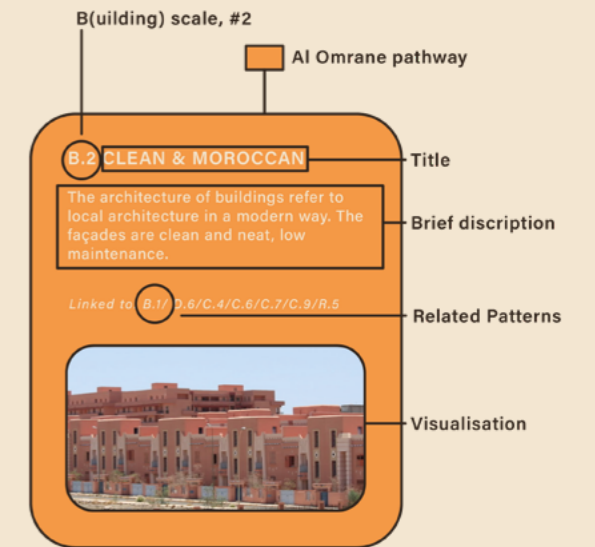 B(uilding) scale, #2
Al Omrane pathway
B.2 CLEAN & MOROCCAN
Title
The architecture of buildings refer to
local architecture in a modern way. The
façades are clean and neat, low
maintenance.
Brief discription
Linked to B.1/D.6/C.4/C.6/C.7/C.9/R.5
Related Patterns
Visualisation